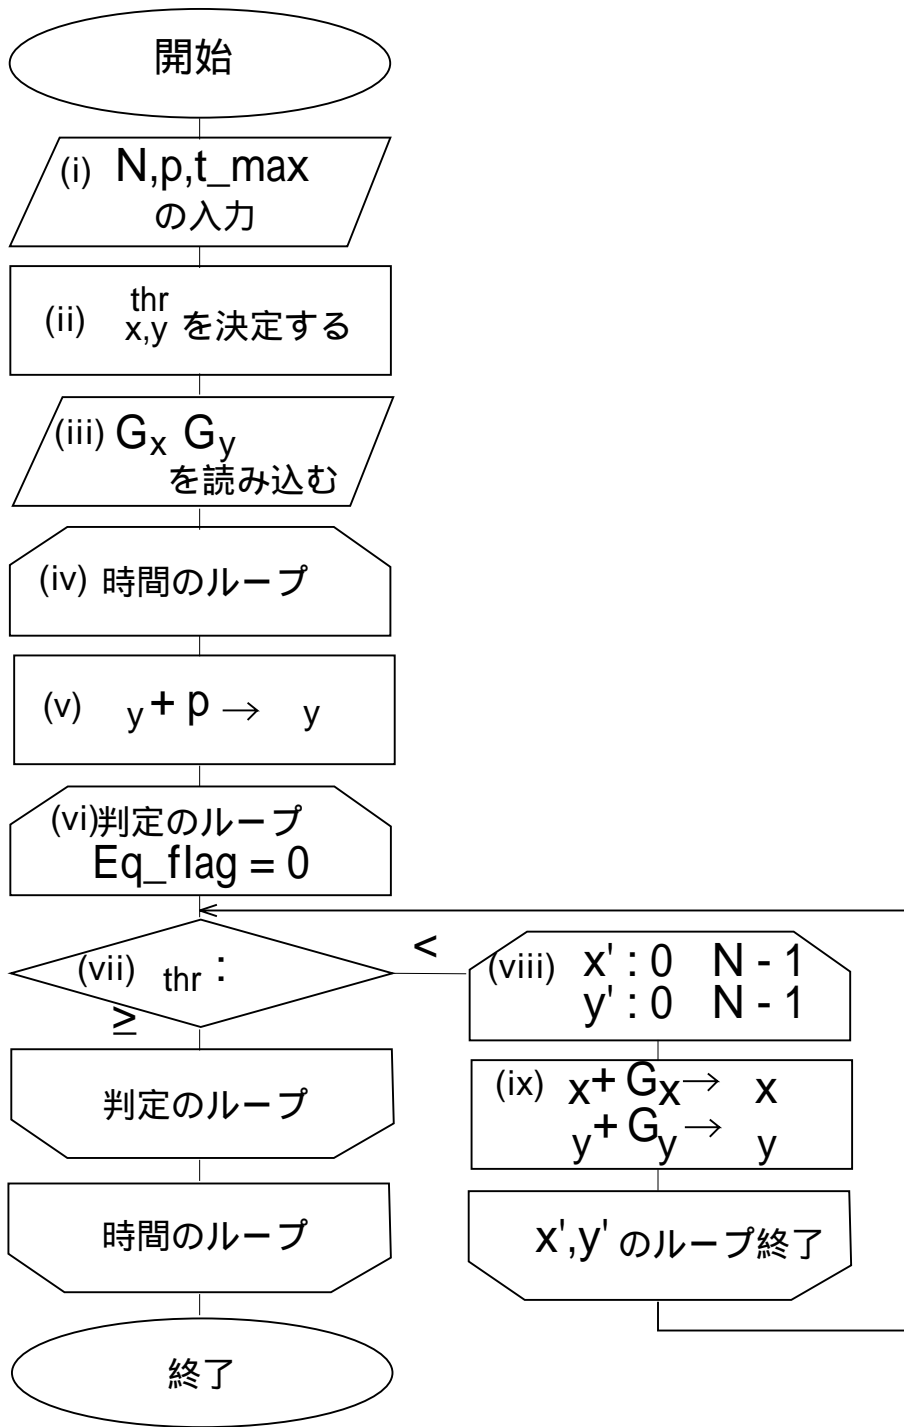 開始
(i) N,p,t_max
の入力
(ii) thr
x,y を決定する
(iii) Gx Gy
を読み込む
(iv) 時間のループ
(v) y + p → y
(vi)判定のループ
Eq_flag = 0
(vii) thr :
<
≥
(viii) x' : 0 N - 1
y' : 0 N - 1
(ix) x + Gx → x
y + Gy → y
x',y' のループ終了
判定のループ
時間のループ
終了